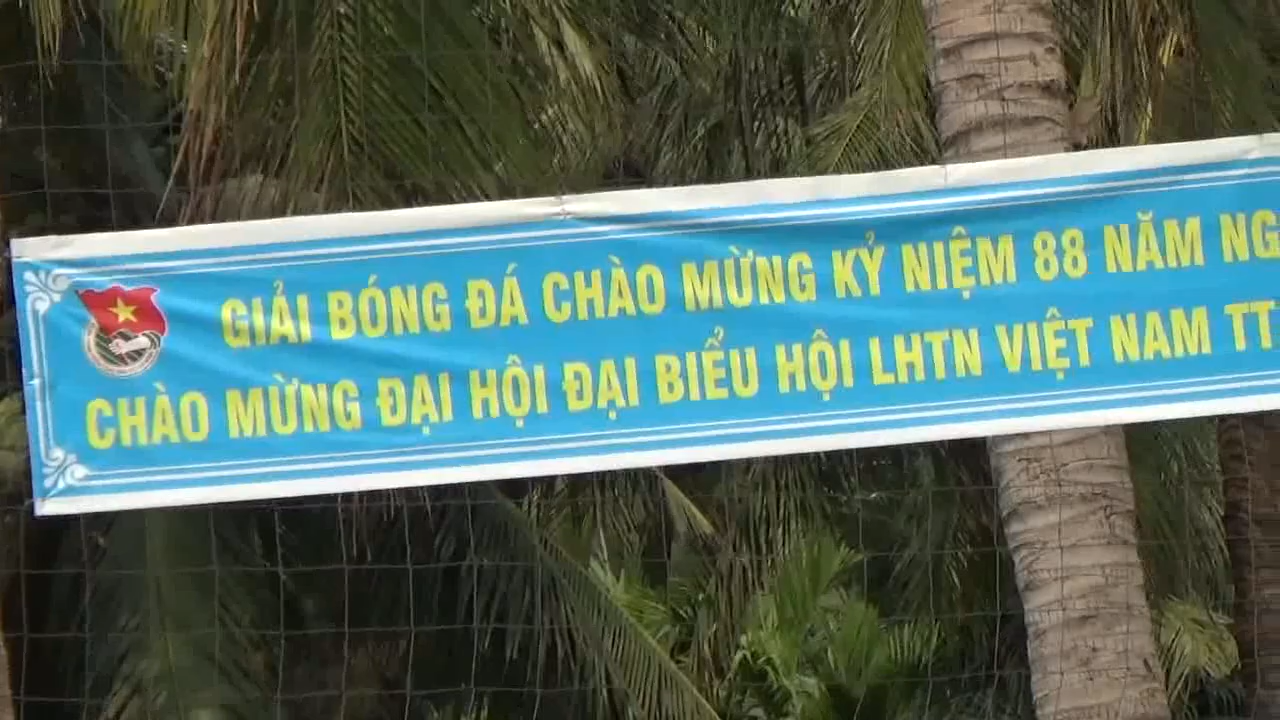 GIẢI BÓNG ĐÁ CHÀO MỪNG KỶ NIỆM 88 NĂM NG
CHÀO MỪNG ĐẠI HỘI ĐẠI BIỂU HỘI LHTN VIỆT NAM TT